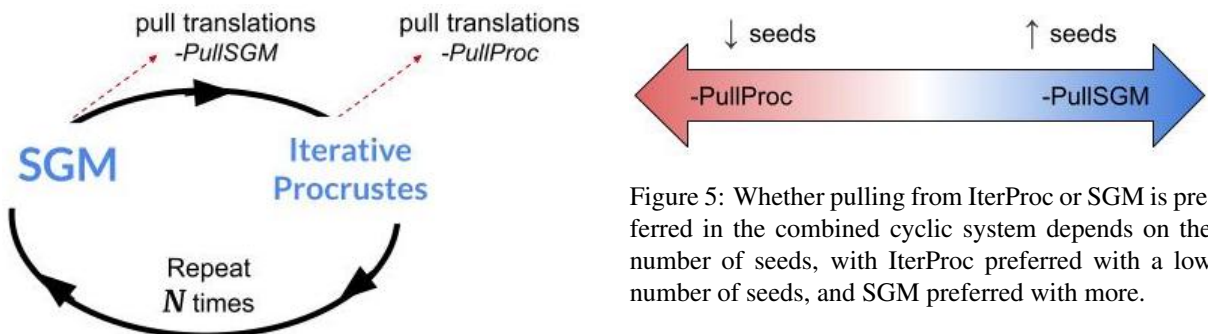 pull translations
-PullSGM
pull translations
-PullProc
SGM
Iterative
Procrustes
Repeat
N times
↓ seeds
↑ seeds
-PullProc
-PullSGM
Figure 5: Whether pulling from IterProc or SGM is pre-
ferred in the combined cyclic system depends on the
number of seeds, with IterProc preferred with a low
number of seeds, and SGM preferred with more.